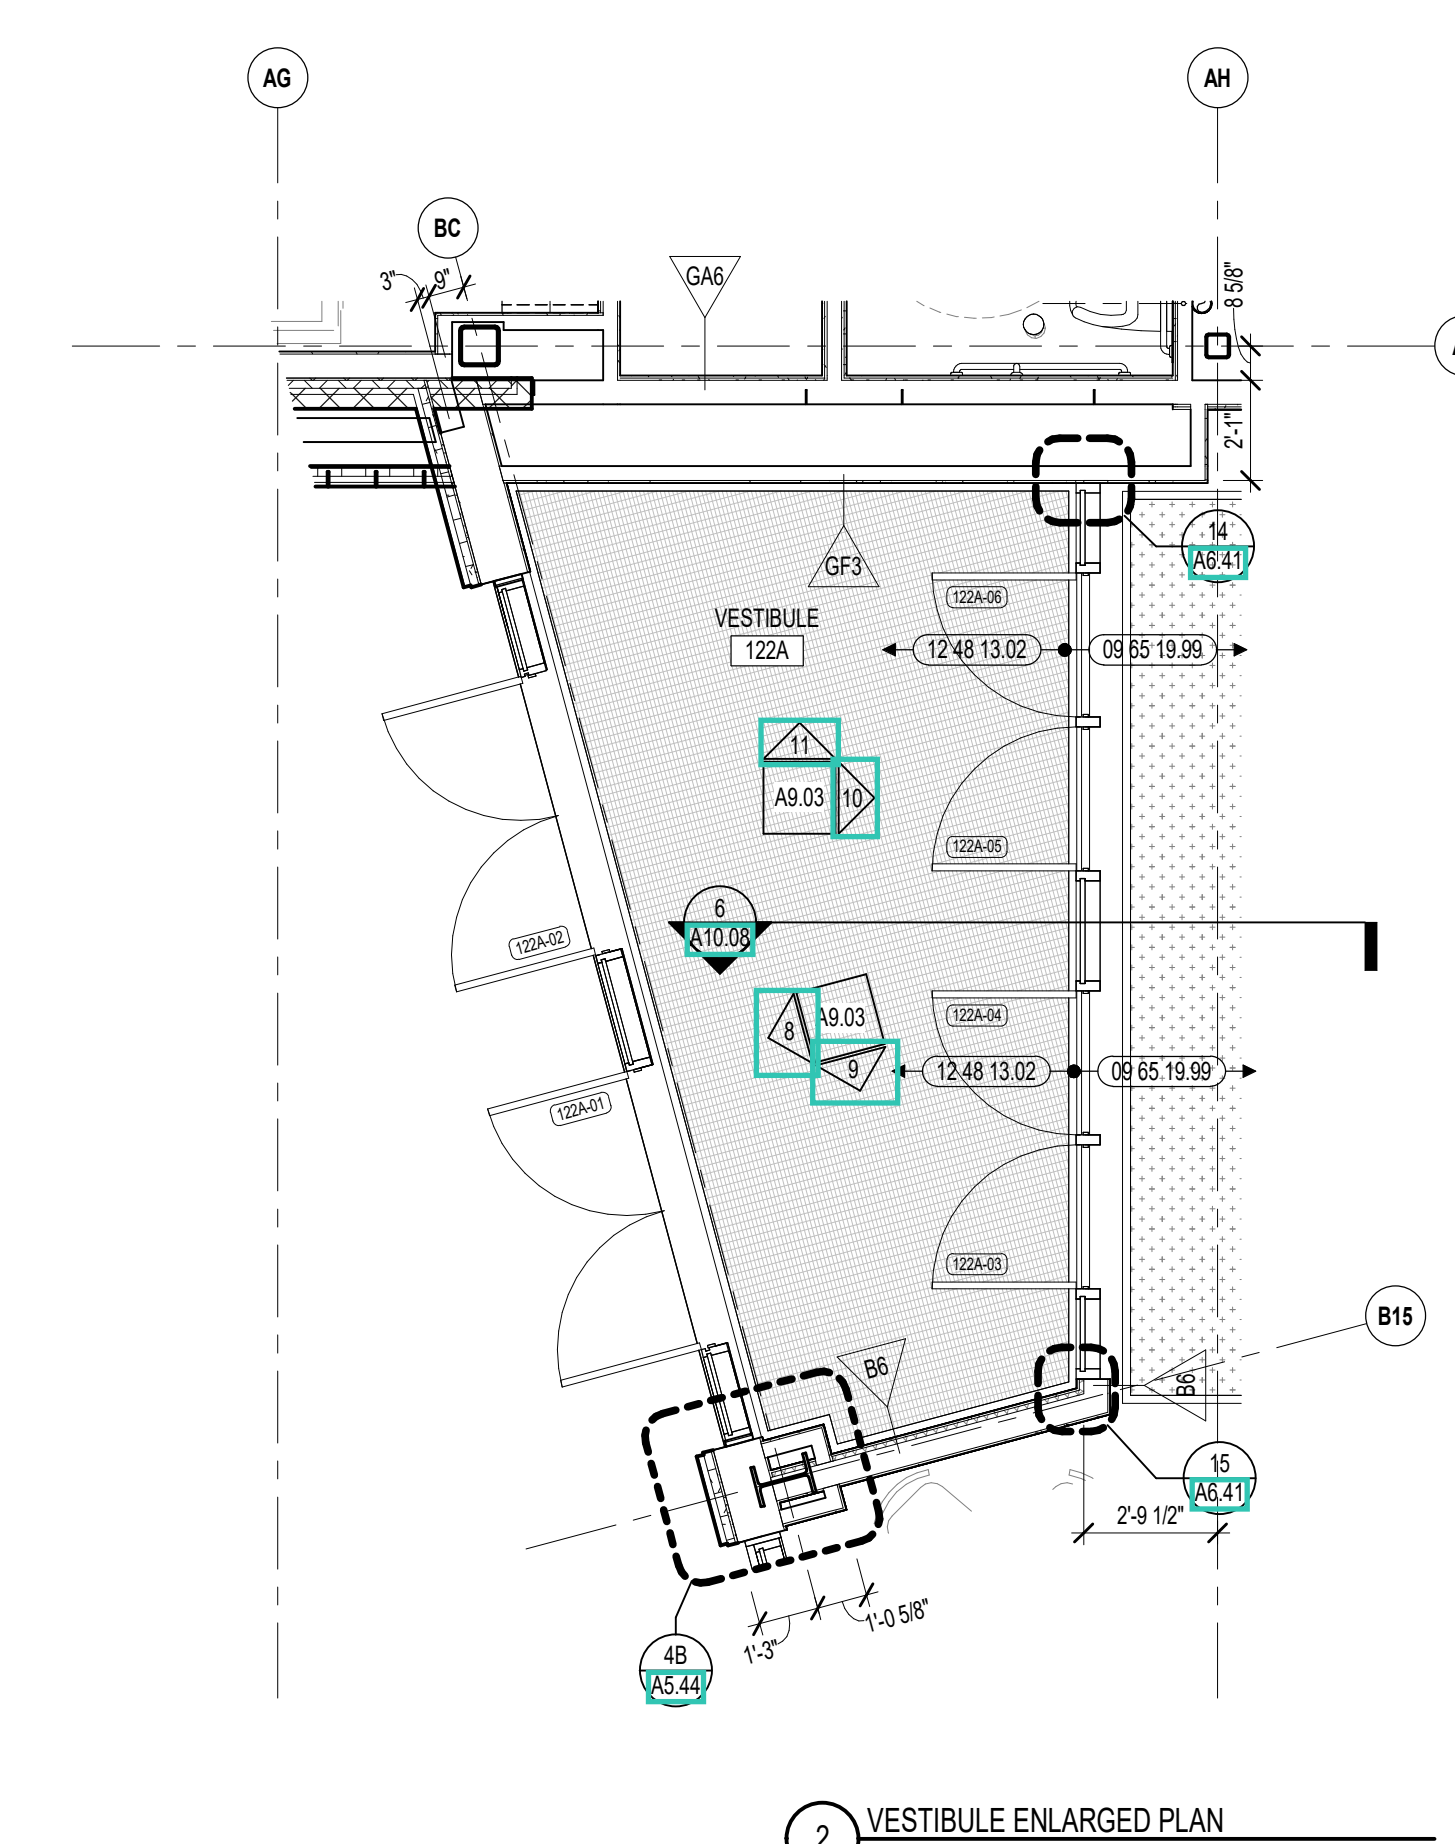 AG
AH
BC
3"
9"
GA6
8 5/8"
2'-1"
14
A6.41
GF3
122A-06
VESTIBULE
122A
12 48 13.02
09 65 19.99
11
A9.03
10
122A-05
6
A10.08
122A-02
8
A9.03
9
122A-04
12 48 13.02
09 65 19.99
122A-01
122A-03
B15
B6
B6
15
A6.41
2'-9 1/2"
1'-3"
1'-0 5/8"
4B
A5.44
2
VESTIBULE ENLARGED PLAN